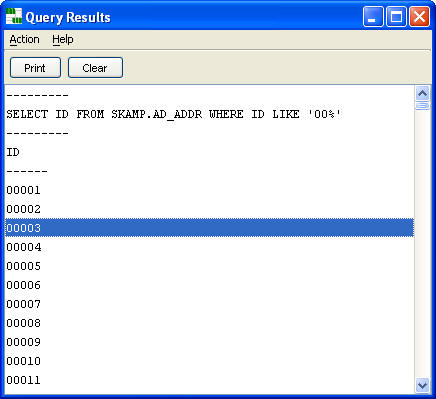 Query Results
Action Help
Print Clear
---------
SELECT ID FROM SKAMP.AD_ADDR WHERE ID LIKE '00%'
---------
ID
------
00001
00002
00003
00004
00005
00006
00007
00008
00009
00010
00011